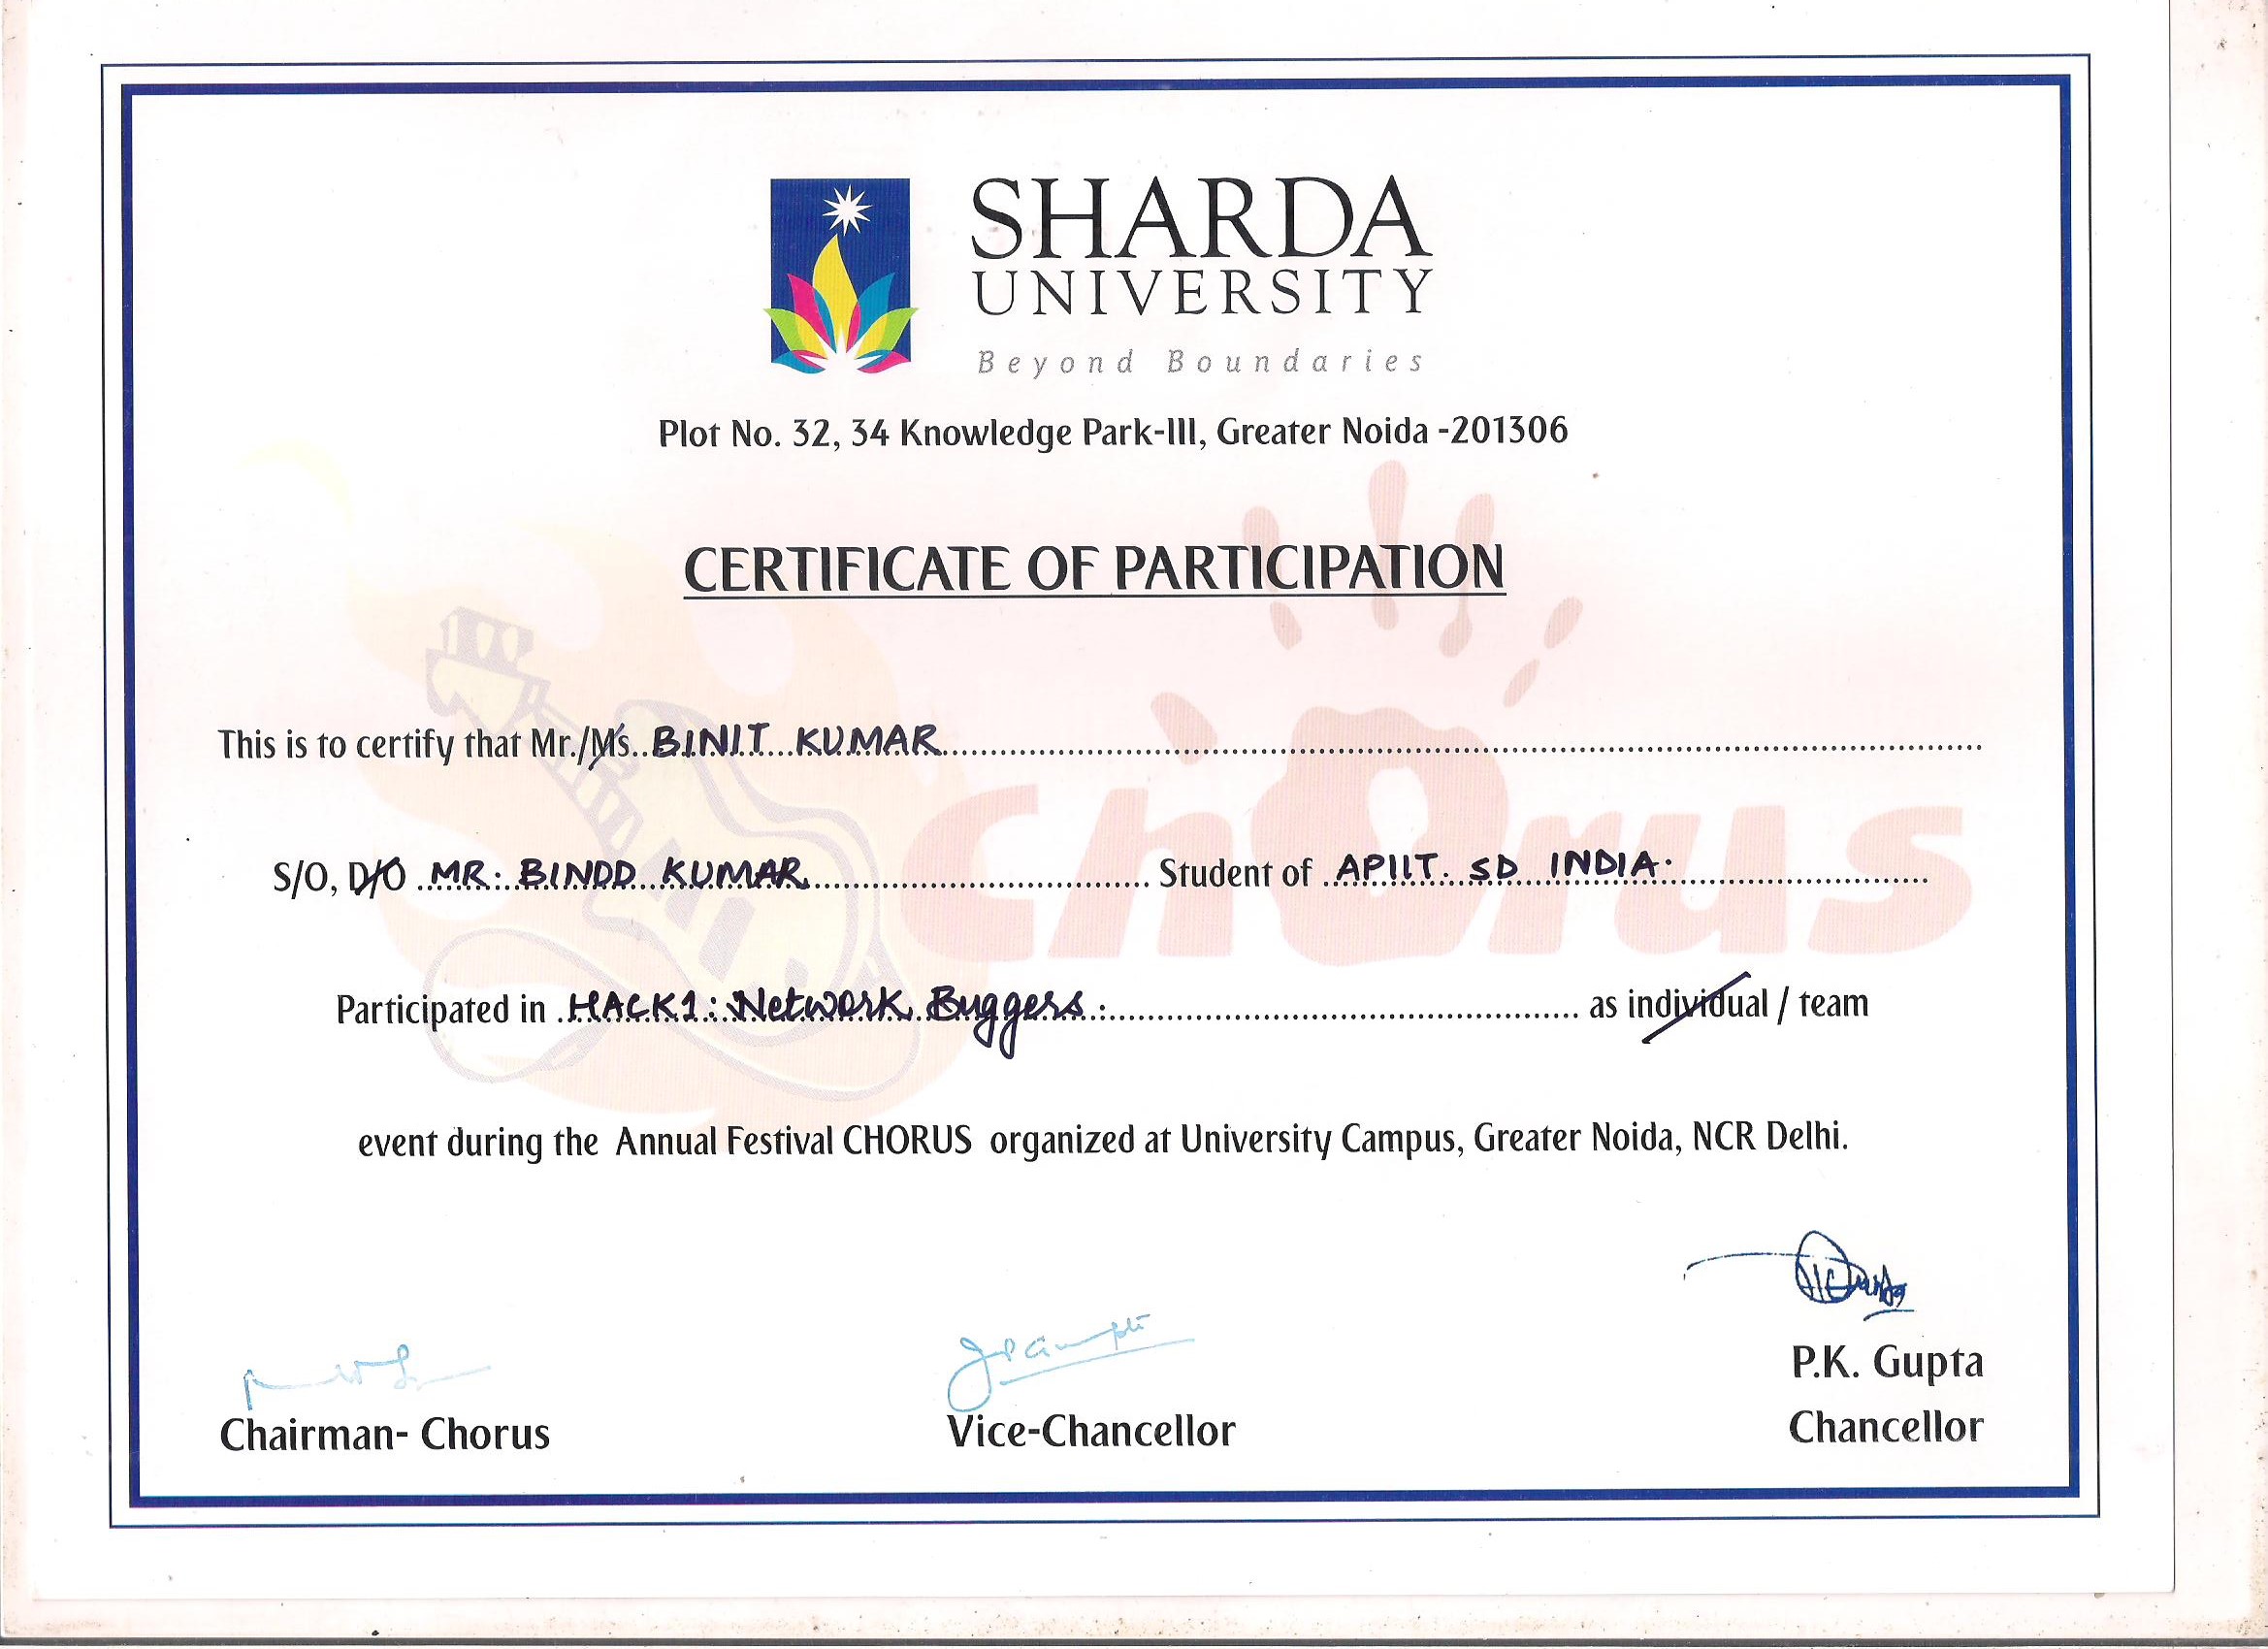 SHARDA
UNIVERSITY
Beyond Boundaries
Plot No. 32, 34 Knowledge Park-III, Greater Noida -201306
CERTIFICATE OF PARTICIPATION
This is to certify that Mr./Ms. BINIT KUMAR
S/O, D/O MR. BINOD KUMAR Student of APIIT SD INDIA.
chorus
Participated in HACK1: Network Buggers. as individual / team
event during the Annual Festival CHORUS organized at University Campus, Greater Noida, NCR Delhi.
P.K. Gupta
Chairman- Chorus Vice-Chancellor Chancellor